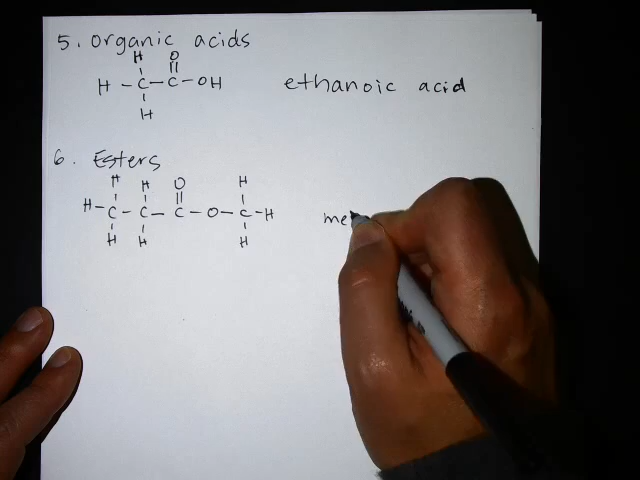 5. organic acids
H O
H - C - C - OH ethanoic acid
H
6. Esters
H H O H
H - C - C - C - O - C - H me
H H H